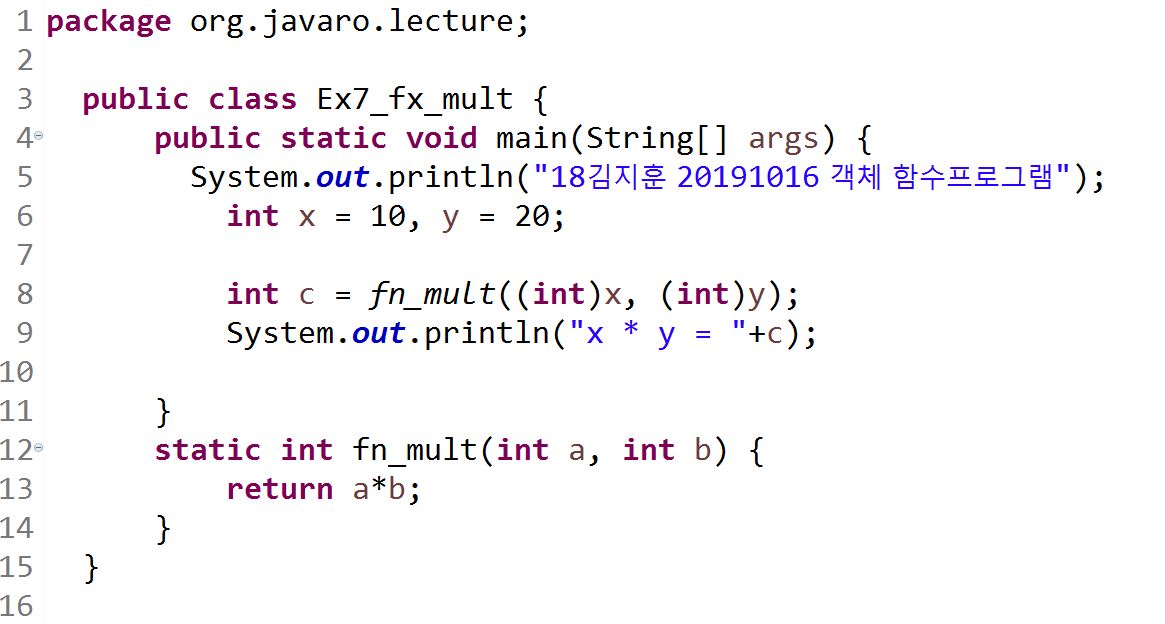 1 package org.javaro.lecture;
2
3 public class Ex7_fx_mult {
4 public static void main(String[] args) {
5 System.out.println("18김지훈 20191016 객체 함수프로그램");
6 int x = 10, y = 20;
7
8 int c = fn_mult((int)x, (int)y);
9 System.out.println("x * y = "+c);
10
11 }
12 static int fn_mult(int a, int b) {
13 return a*b;
14 }
15 }
16